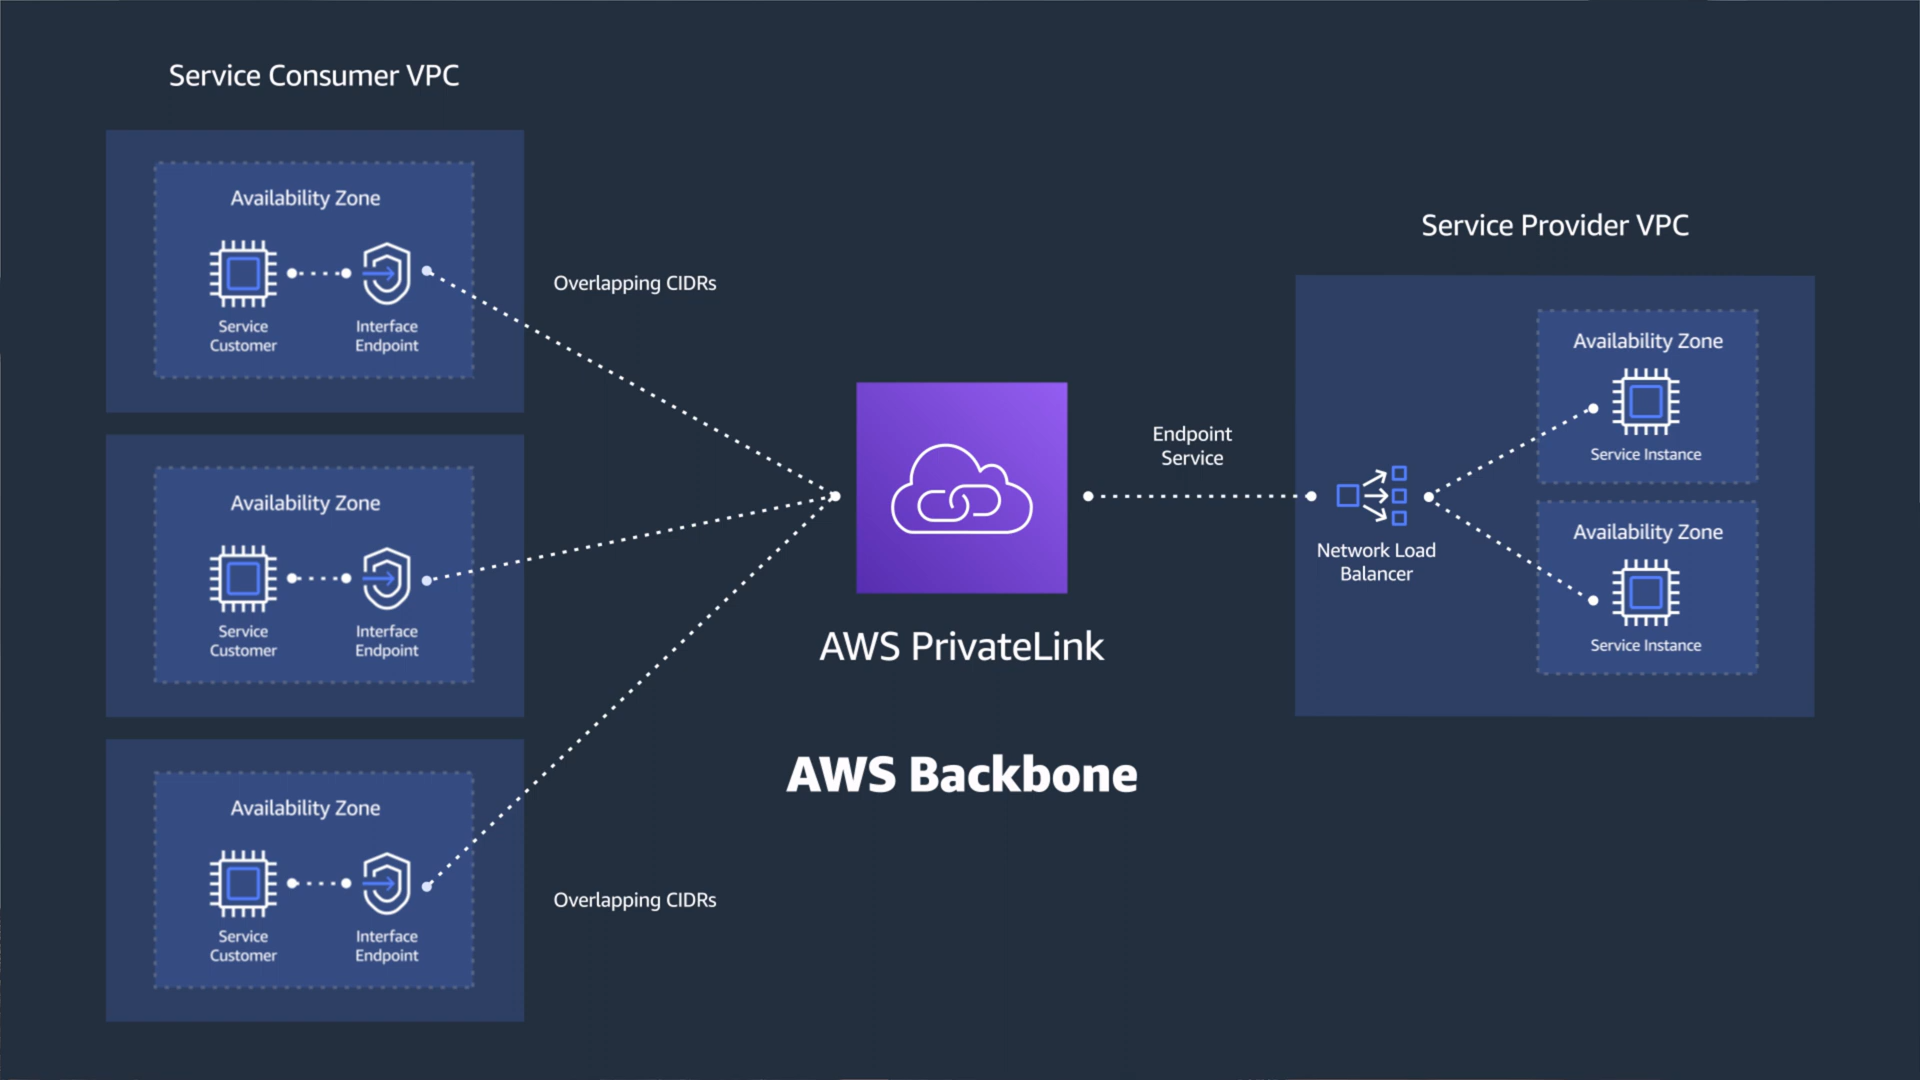 Service Consumer VPC
Availability Zone
Service
Customer
Interface
Endpoint
Overlapping CIDRs
Availability Zone
Service
Customer
Interface
Endpoint
Availability Zone
Service
Customer
Interface
Endpoint
Overlapping CIDRs
AWS PrivateLink
AWS Backbone
Endpoint
Service
Service Provider VPC
Network Load
Balancer
Availability Zone
Service Instance
Availability Zone
Service Instance